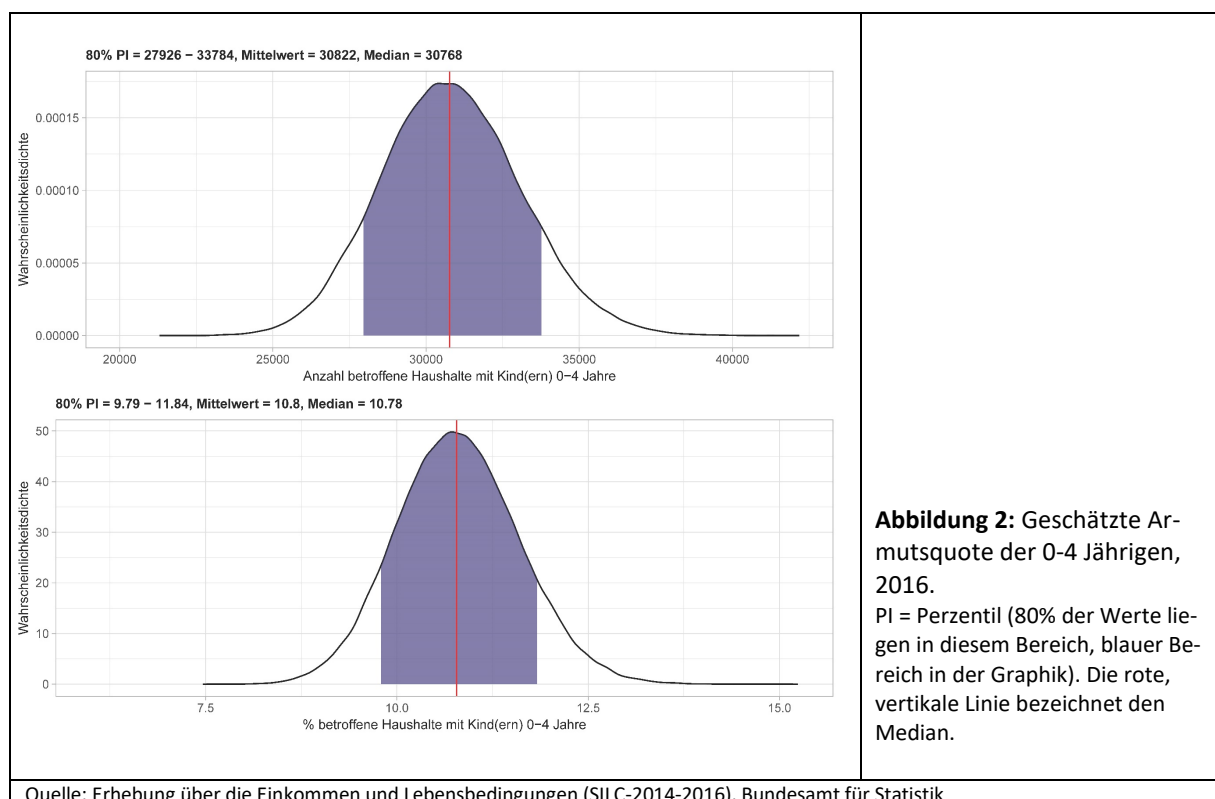 80% PI = 27926 − 33784, Mittelwert = 30822, Median = 30768
Wahrscheinlichkeitsdichte
0.00015
0.00010
0.00005
0.00000
20000 25000 30000 35000 40000
Anzahl betroffene Haushalte mit Kind(ern) 0−4 Jahre
80% PI = 9.79 − 11.84, Mittelwert = 10.8, Median = 10.78
Wahrscheinlichkeitsdichte
50
40
30
20
10
0
7.5 10.0 12.5 15.0
% betroffene Haushalte mit Kind(ern) 0−4 Jahre
Abbildung 2: Geschätzte Ar-
mutsquote der 0-4 Jährigen,
2016.
PI = Perzentil (80% der Werte lie-
gen in diesem Bereich, blauer Be-
reich in der Graphik). Die rote,
vertikale Linie bezeichnet den
Median.
Quelle: Erhebung über die Einkommen und Lebensbedingungen (SILC-2014-2016), Bundesamt für Statistik